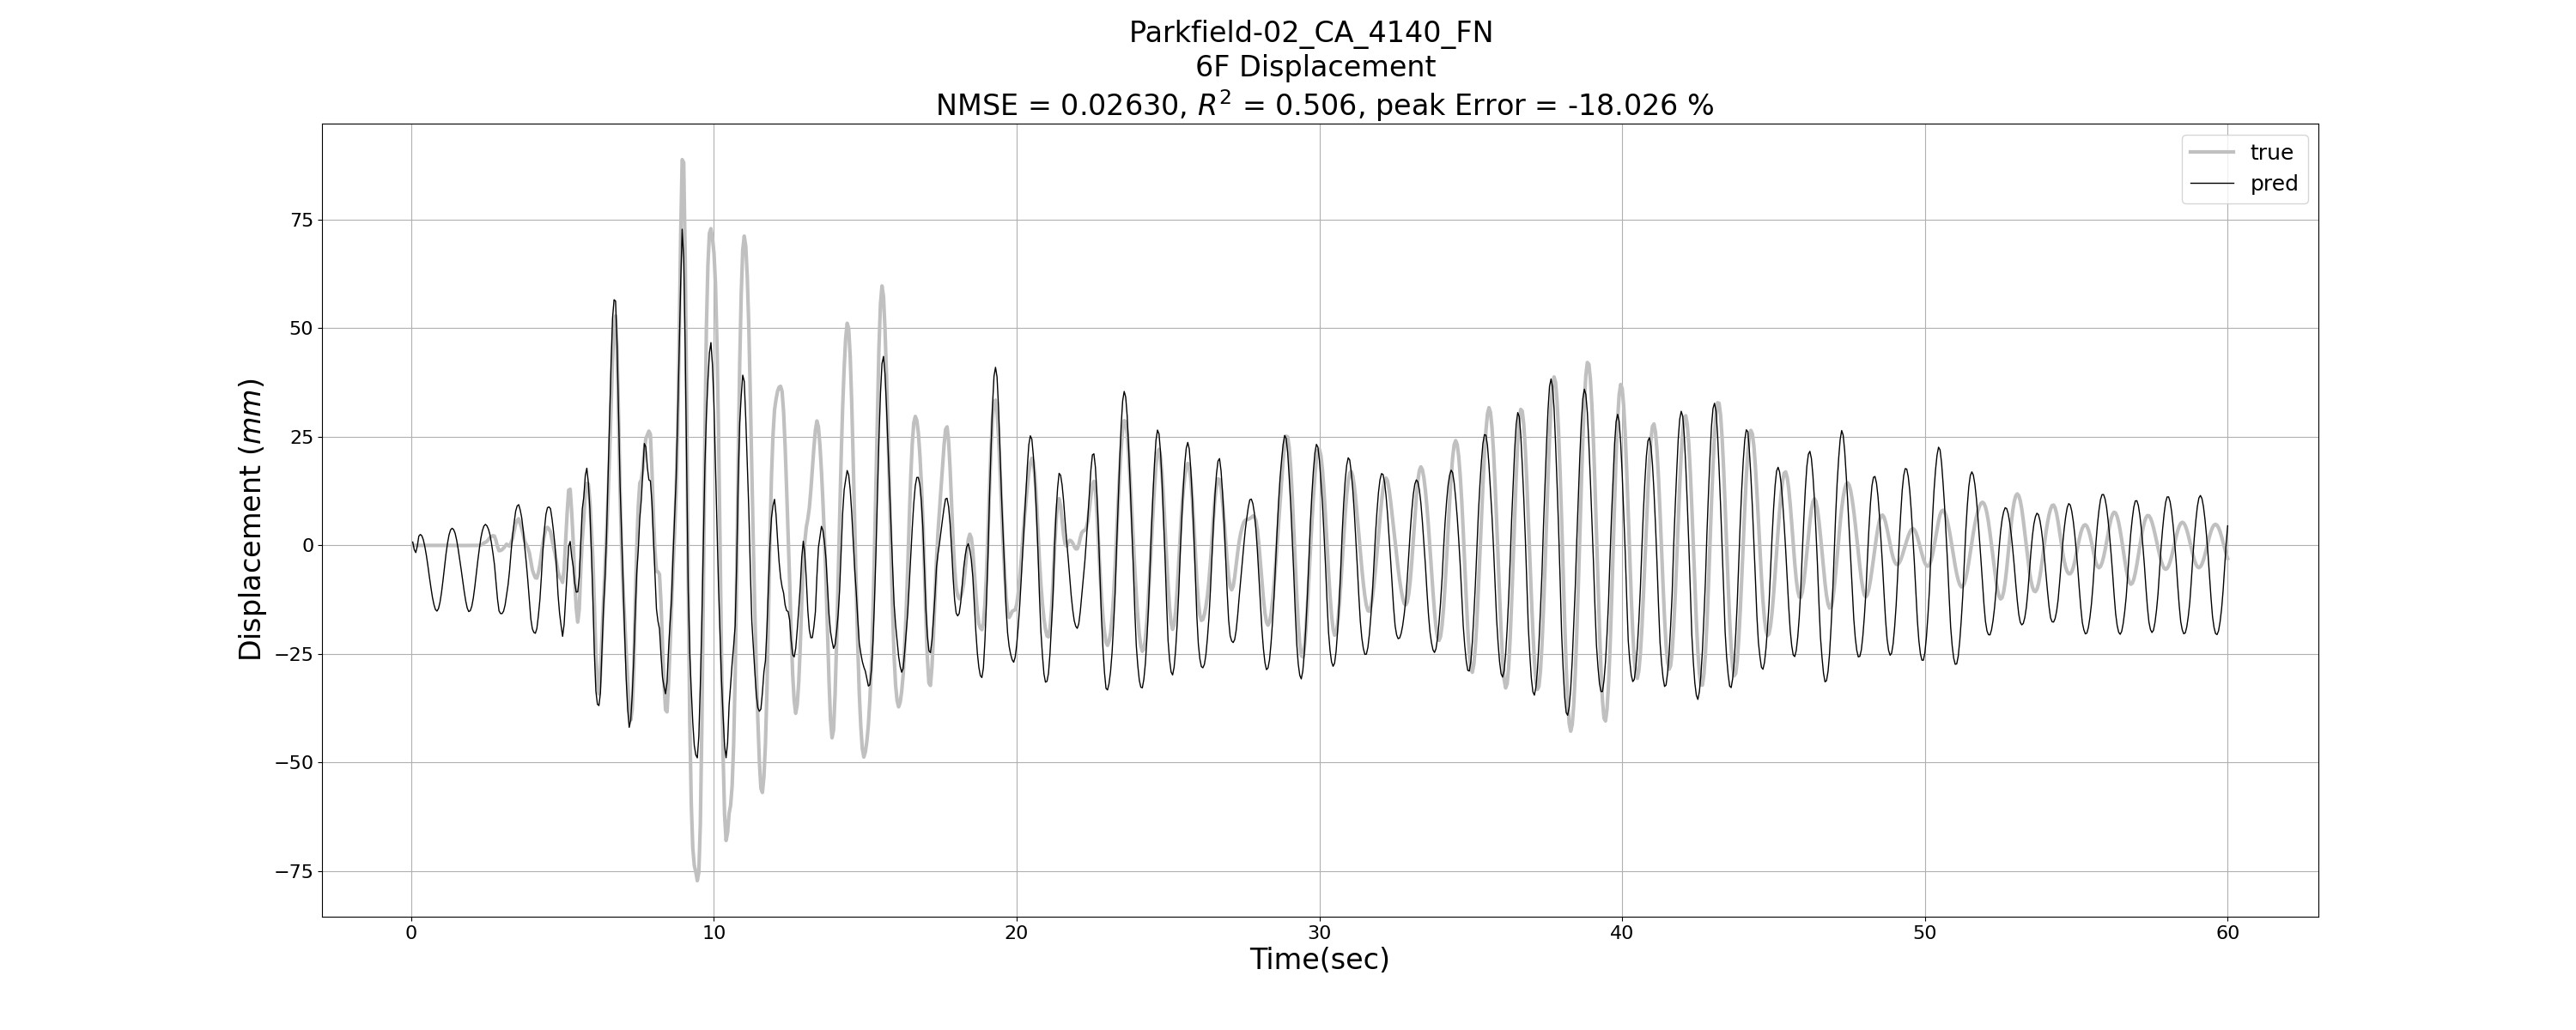 Parkfield-02_CA_4140_FN
6F Displacement
NMSE = 0.02630, R² = 0.506, peak Error = -18.026 %
true
pred
75
50
25
0
−25
−50
−75
Displacement (mm)
0 10 20 30 40 50 60
Time(sec)